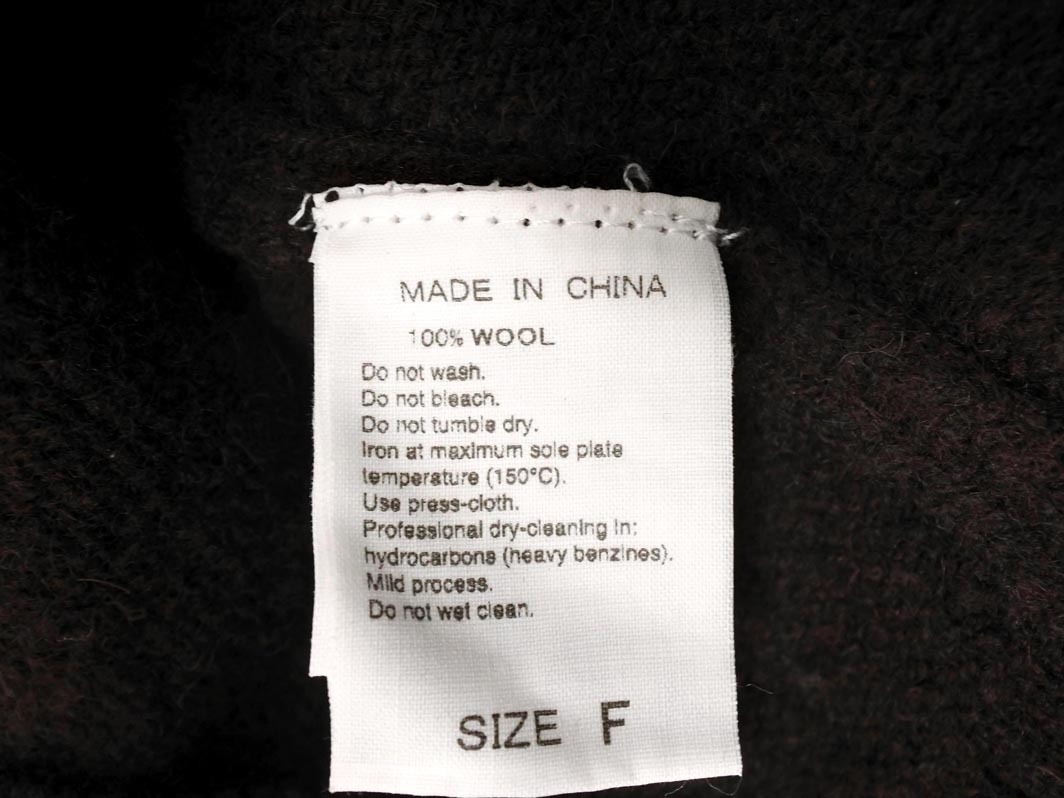 MADE IN CHINA
100% WOOL
Do not wash.
Do not bleach.
Do not tumble dry.
Iron at maximum sole plate
temperature (150°C).
Use press-cloth.
Professional dry-cleaning in:
hydrocarbons (heavy benzines).
Mild process.
Do not wet clean.
SIZE F